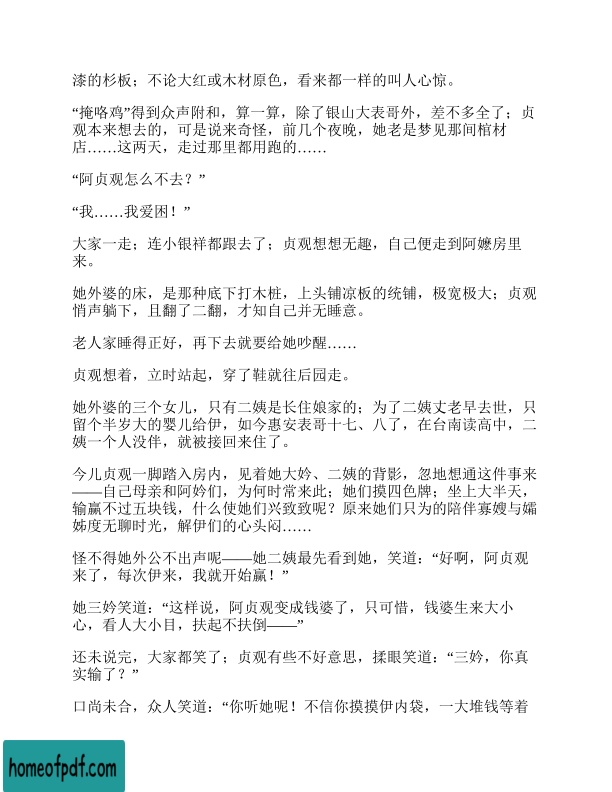 漆的杉板；不论大红或木材原色，看来都一样的叫人心惊。
“掩咯鸡”得到众声附和，算一算，除了银山大表哥外，差不多全了；贞
观本来想去的，可是说来奇怪，前几个夜晚，她老是梦见那间棺材
店……这两天，走过那里都用跑的……
“阿贞观怎么不去？”
“我……我爱困！”
大家一走；连小银祥都跟去了；贞观想想无趣，自己便走到阿嬷房里
来。
她外婆的床，是那种底下打木桩，上头铺凉板的统铺，极宽极大；贞观
悄声躺下，且翻了二翻，才知自己并无睡意。
老人家睡得正好，再下去就要给她吵醒……
贞观想着，立时站起，穿了鞋就往后园走。
她外婆的三个女儿，只有二姨是长住娘家的；为了二姨丈老早去世，只
留个半岁大的婴儿给伊，如今惠安表哥十七、八了，在台南读高中，二
姨一个人没伴，就被接回来住了。
今儿贞观一脚踏入房内，见着她大妗、二姨的背影，忽地想通这件事来
——自己母亲和阿妗们，为何时常来此；她们摸四色牌；坐上大半天，
输赢不过五块钱，什么使她们兴致致呢？原来她们只为的陪伴寡嫂与孀
姊度无聊时光，解伊们的心头闷……
怪不得她外公不出声呢——她二姨最先看到她，笑道：“好啊，阿贞观
来了，每次伊来，我就开始赢！”
她三妗笑道：“这样说，阿贞观变成钱婆了，只可惜，钱婆生来大小
心，看人大小目，扶起不扶倒——”
还未说完，大家都笑了；贞观有些不好意思，揉眼笑道：“三妗，你真
实输了？”
口尚未合，众人笑道：“你听她呢！不信你摸摸伊内袋，一大堆钱等着
homeofpdf.com